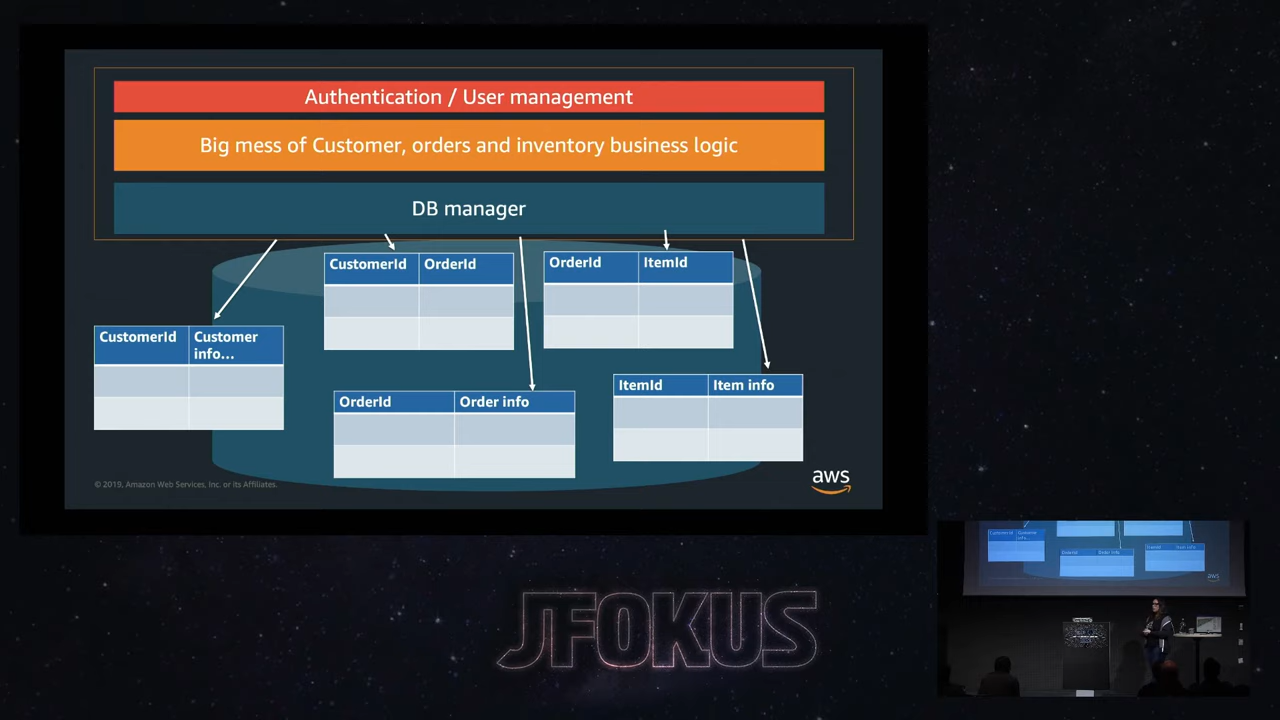 Authentication / User management
Big mess of Customer, orders and inventory business logic
DB manager
CustomerId OrderId
OrderId ItemId
CustomerId Customer info...
ItemId Item info
OrderId Order info
© 2019, Amazon Web Services, Inc. or its Affiliates.
aws
JFOKUS